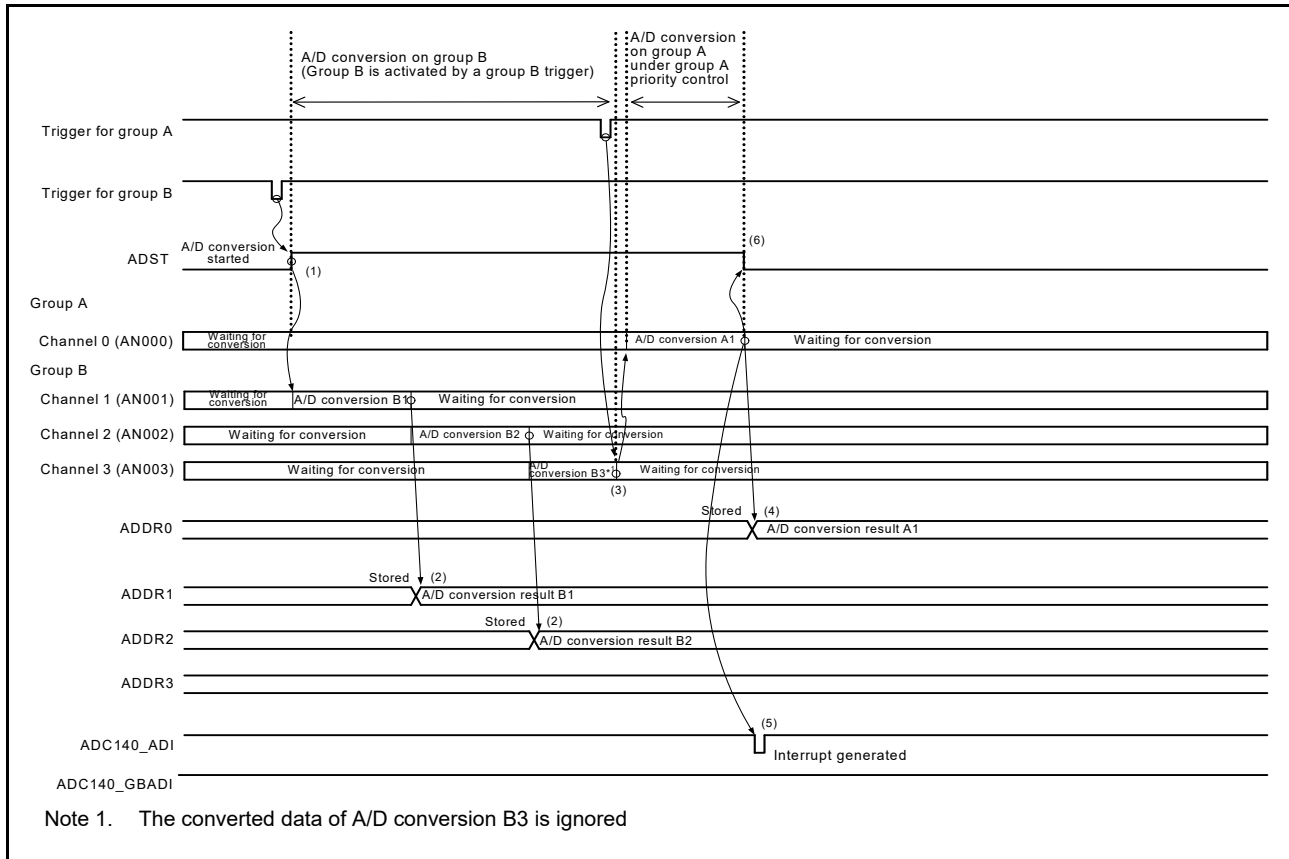 A/D conversion on group B
(Group B is activated by a group B trigger)
A/D conversion
on group A
under group A
priority control
Trigger for group A
Trigger for group B
ADST
A/D conversion
started
(1)
(6)
Group A
Channel 0 (AN000)
Waiting for
conversion
A/D conversion A1
Waiting for conversion
Group B
Channel 1 (AN001)
Waiting for
conversion
A/D conversion B1
Waiting for conversion
Channel 2 (AN002)
Waiting for conversion
A/D conversion B2
Waiting for conversion
Channel 3 (AN003)
Waiting for conversion
A/D
conversion B3*1
Waiting for conversion
(3)
ADDR0
Stored
(4)
A/D conversion result A1
ADDR1
Stored
(2)
A/D conversion result B1
ADDR2
Stored
(2)
A/D conversion result B2
ADDR3
ADC140_ADI
(5)
Interrupt generated
ADC140_GBADI
Note 1. The converted data of A/D conversion B3 is ignored